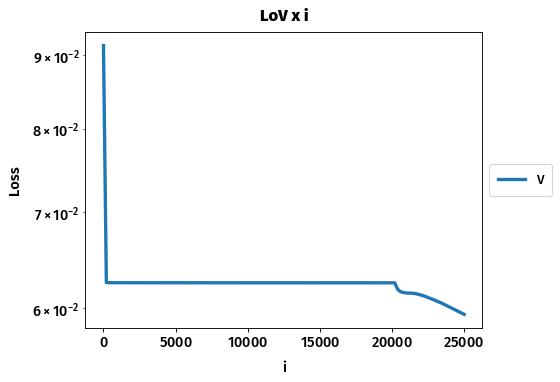 LoV x i
9 × 10⁻²
8 × 10⁻²
7 × 10⁻²
6 × 10⁻²
Loss
V
0 5000 10000 15000 20000 25000
i